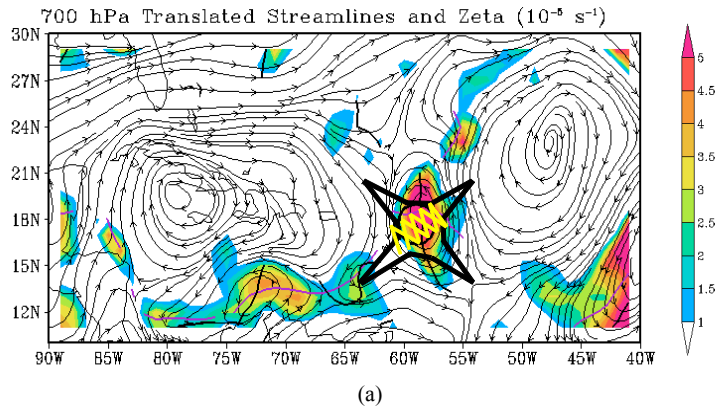 700 hPa Translated Streamlines and Zeta (10⁻⁵ s⁻¹)
30N
27N
24N
21N
18N
15N
12N
90W 85W 80W 75W 70W 65W 60W 55W 50W 45W 40W
6
5
4.5
4
3.5
3
2.5
2
1.5
1
(a)